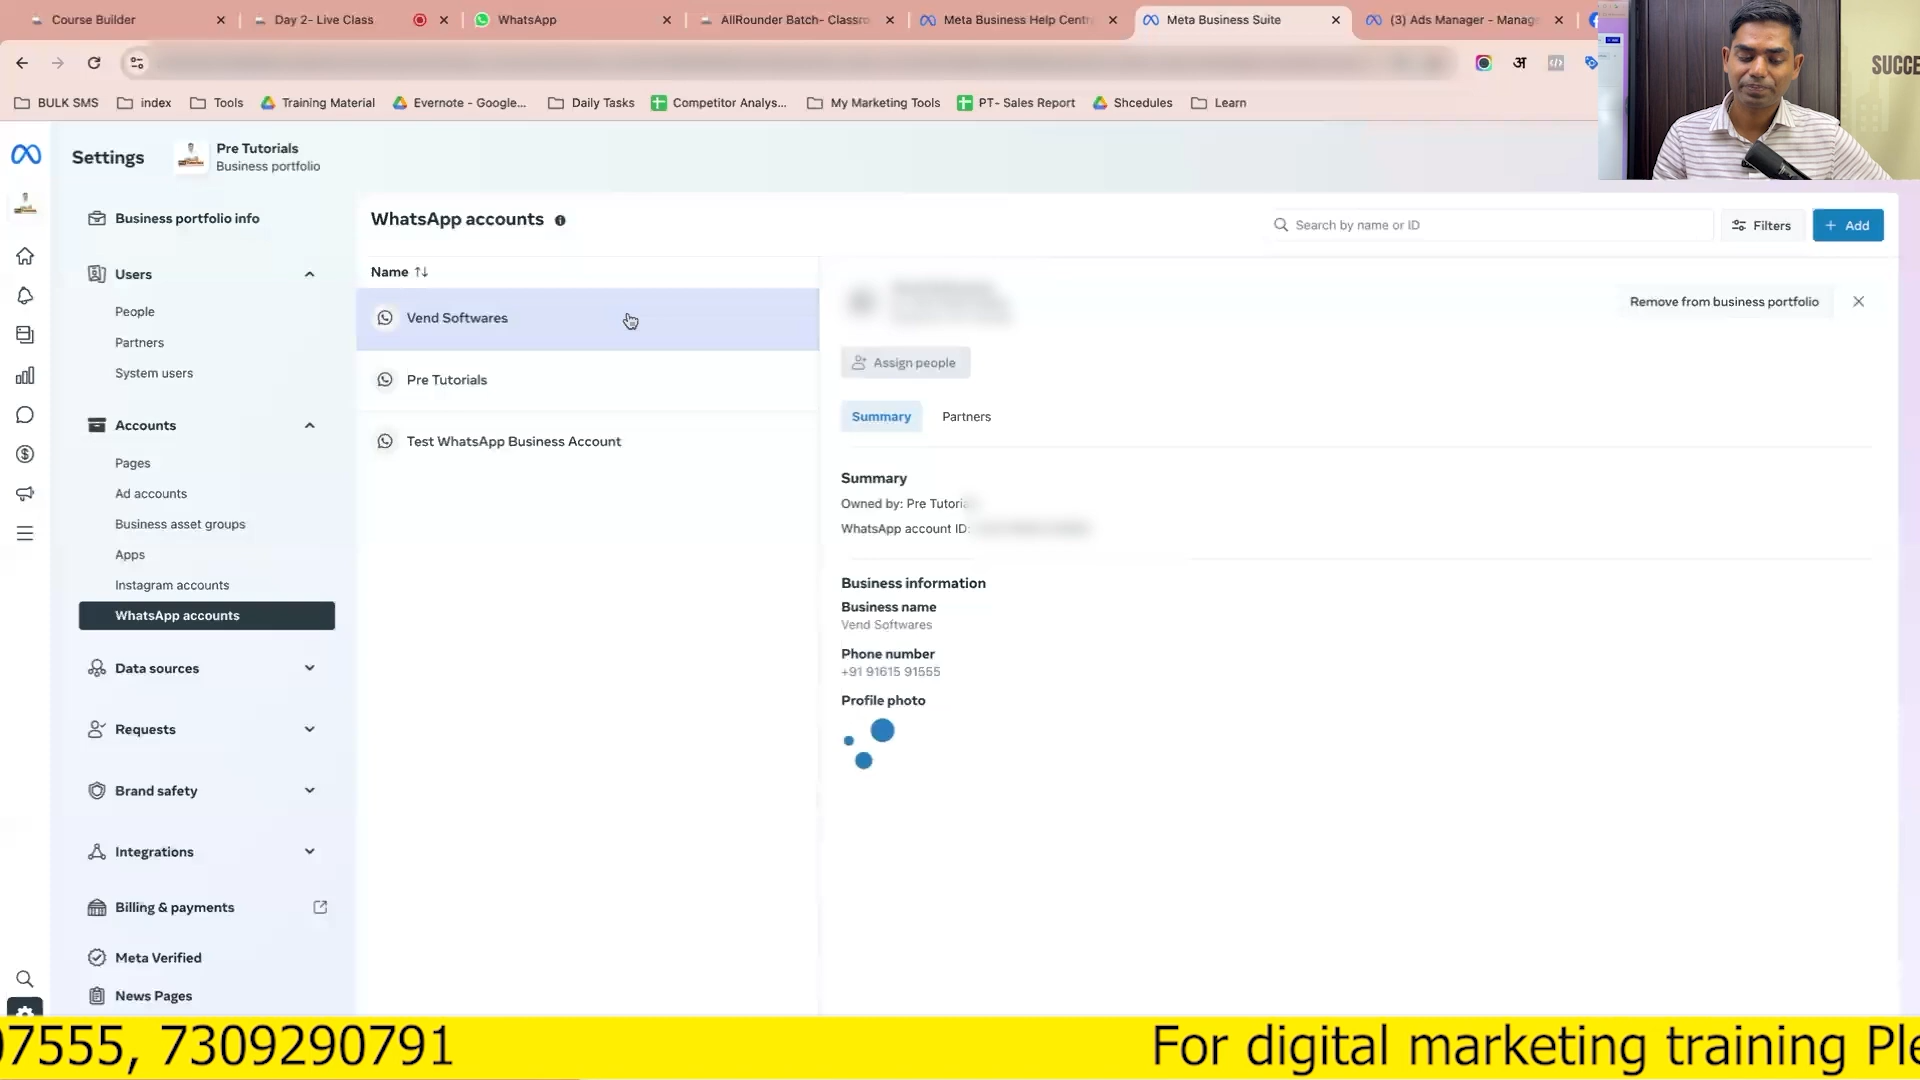 Course Builder
Day 2- Live Class
WhatsApp
AllRounder Batch- Classro
Meta Business Help Centr
Meta Business Suite
(3) Ads Manager - Manag
BULK SMS
index
Tools
Training Material
Evernote - Google...
Daily Tasks
Competitor Analys...
My Marketing Tools
PT- Sales Report
Shcedules
Learn
SUCCE
Settings
Pre Tutorials
Business portfolio
Business portfolio info
Users
People
Partners
System users
Accounts
Pages
Ad accounts
Business asset groups
Apps
Instagram accounts
WhatsApp accounts
Data sources
Requests
Brand safety
Integrations
Billing & payments
Meta Verified
News Pages
WhatsApp accounts
Search by name or ID
Filters
+ Add
Name
Vend Softwares
Pre Tutorials
Test WhatsApp Business Account
Remove from business portfolio
Assign people
Summary
Partners
Summary
Owned by: Pre Tutoria
WhatsApp account ID:
Business information
Business name
Vend Softwares
Phone number
+91 91615 91555
Profile photo
07555, 7309290791
For digital marketing training Ple